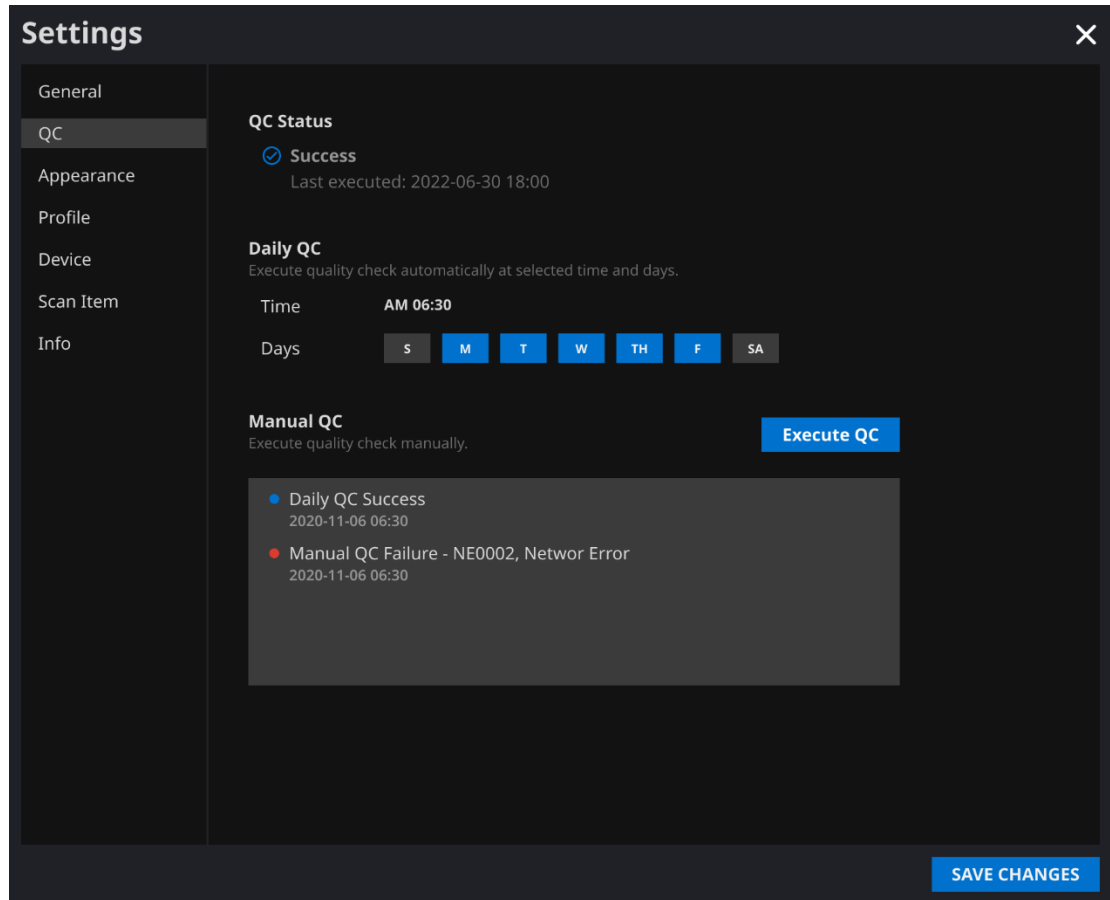 Settings
General
QC
Appearance
Profile
Device
Scan Item
Info
QC Status
Success
Last executed: 2022-06-30 18:00
Daily QC
Execute quality check automatically at selected time and days.
Time AM 06:30
Days S M T W TH F SA
Manual QC
Execute quality check manually.
Execute QC
Daily QC Success
2020-11-06 06:30
Manual QC Failure - NE0002, Networ Error
2020-11-06 06:30
SAVE CHANGES